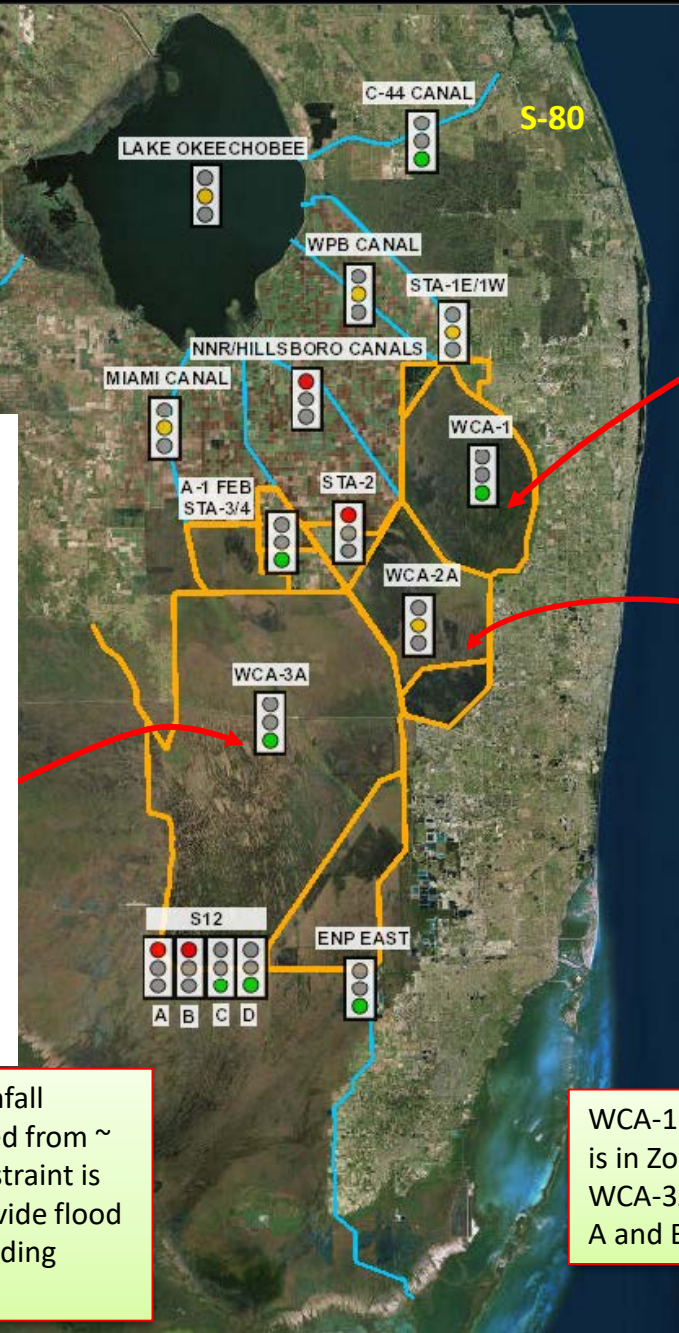 C-44 CANAL
S-80
LAKE OKEECHOBEE
WPB CANAL
STA-1E/1W
NNR/HILLSBORO CANALS
MIAMI CANAL
WCA-1
A-1 FEB
STA-3/4
STA-2
WCA-2A
WCA-3A
S12
A B C D
ENP EAST
nfall
ed from ~
straint is
vide flood
ding
WCA-1
is in Zo
WCA-3
A and